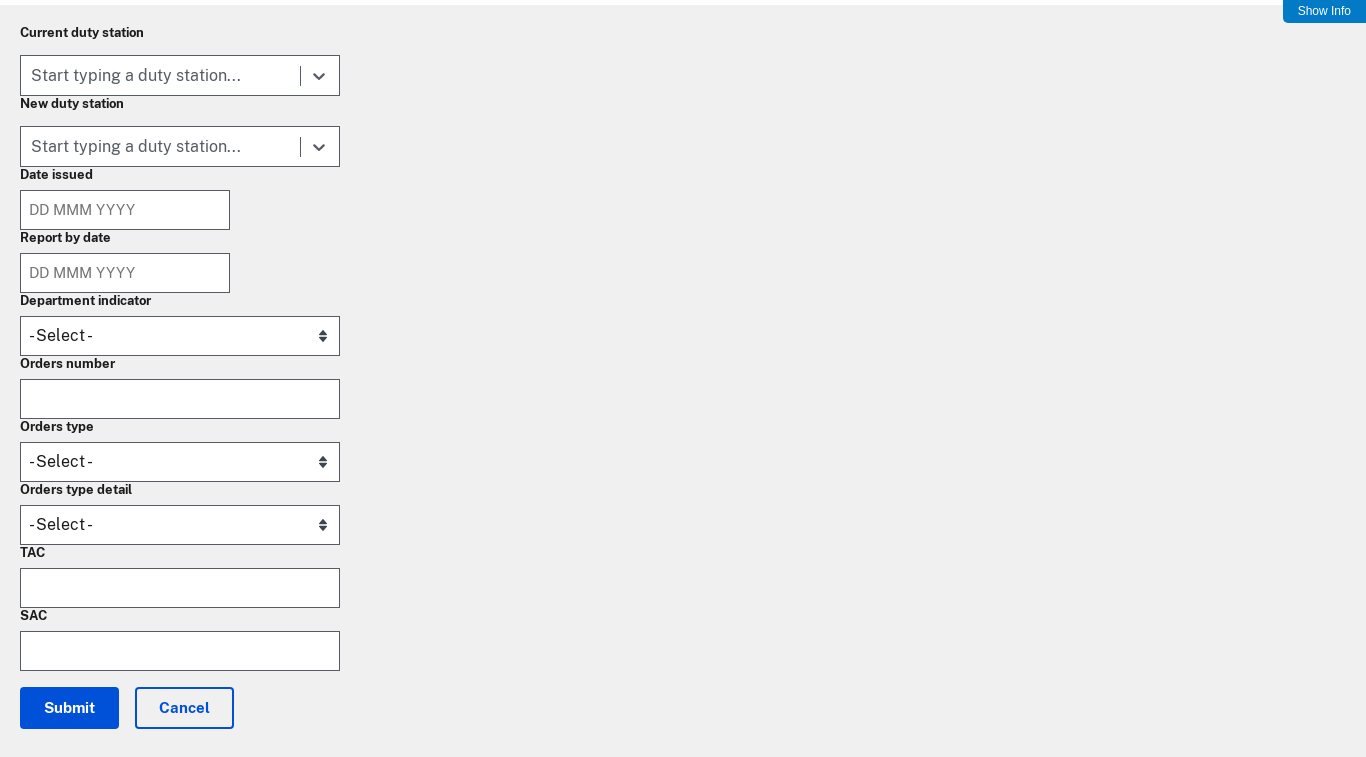 Show Info
Current duty station
Start typing a duty station...
New duty station
Start typing a duty station...
Date issued
DD MMM YYYY
Report by date
DD MMM YYYY
Department indicator
- Select -
Orders number
Orders type
- Select -
Orders type detail
- Select -
TAC
SAC
Submit Cancel